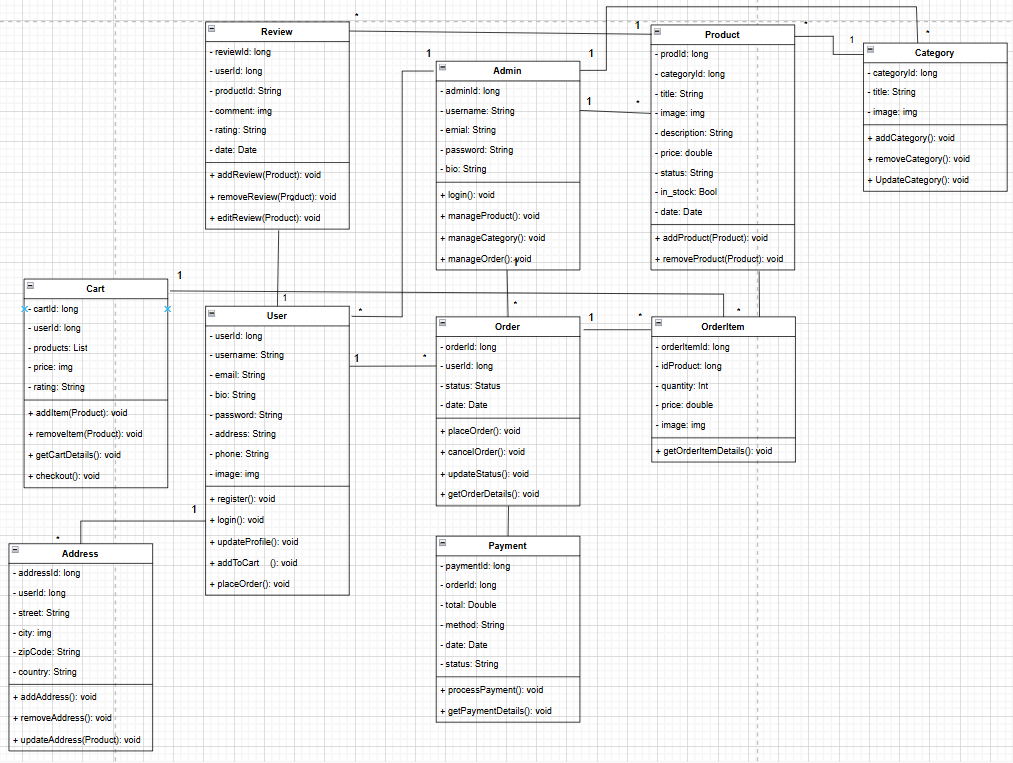 *
Review
- reviewId: long
- userId: long
- productId: String
- comment: img
- rating: String
- date: Date
+ addReview(Product): void
+ removeReview(Product): void
+ editReview(Product): void
1
1
Admin
- adminId: long
- username: String
- emial: String
- password: String
- bio: String
+ login(): void
+ manageProduct(): void
+ manageCategory(): void
+ manageOrder(): void
1
1
*
1
*
Product
- prodId: long
- categoryId: long
- title: String
- image: img
- description: String
- price: double
- status: String
- in_stock: Bool
- date: Date
+ addProduct(Product): void
+ removeProduct(Product): void
*
1
*
Category
- categoryId: long
- title: String
- image: img
+ addCategory(): void
+ removeCategory(): void
+ UpdateCategory(): void
Cart
- cartId: long
- userId: long
- products: List
- price: img
- rating: String
+ addItem(Product): void
+ removeItem(Product): void
+ getCartDetails(): void
+ checkout(): void
1
1
*
User
- userId: long
- username: String
- email: String
- bio: String
- password: String
- address: String
- phone: String
- image: img
+ register(): void
+ login(): void
+ updateProfile(): void
+ addToCart (): void
+ placeOrder(): void
1
*
*
Order
- orderId: long
- userId: long
- status: Status
- date: Date
+ placeOrder(): void
+ cancelOrder(): void
+ updateStatus(): void
+ getOrderDetails(): void
1
*
*
OrderItem
- orderItemId: long
- idProduct: long
- quantity: Int
- price: double
- image: img
+ getOrderItemDetails(): void
1
*
Address
- addressId: long
- userId: long
- street: String
- city: img
- zipCode: String
- country: String
+ addAddress(): void
+ removeAddress(): void
+ updateAddress(Product): void
Payment
- paymentId: long
- orderId: long
- total: Double
- method: String
- date: Date
- status: String
+ processPayment(): void
+ getPaymentDetails(): void